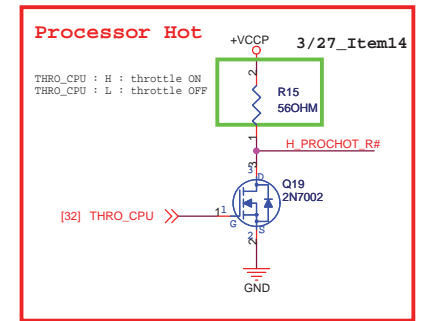 Processor Hot
+VCCP
3/27_Item14
THRO_CPU : H : throttle ON
THRO_CPU : L : throttle OFF
2
R15
56OHM
1
H_PROCHOT_R#
3
3
D
Q19
2N7002
[32] THRO_CPU
1
1
G
S
2
2
GND